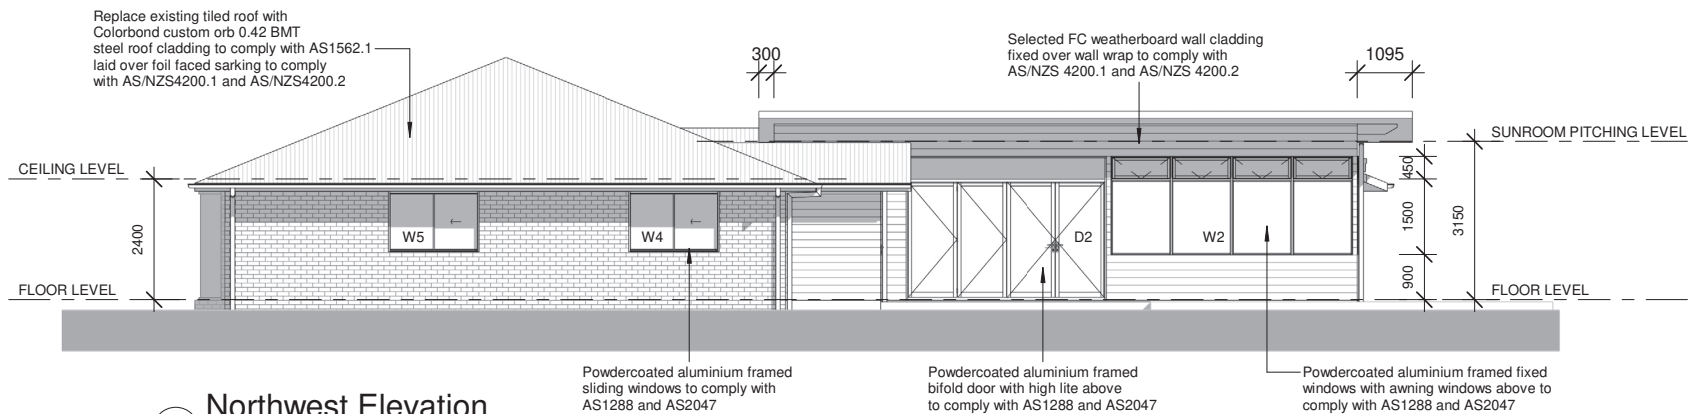 Replace existing tiled roof with
Colorbond custom orb 0.42 BMT
steel roof cladding to comply with AS1562.1
laid over foil faced sarking to comply
with AS/NZS4200.1 and AS/NZS4200.2
300
Selected FC weatherboard wall cladding
fixed over wall wrap to comply with
AS/NZS 4200.1 and AS/NZS 4200.2
1095
SUNROOM PITCHING LEVEL
CEILING LEVEL
450
1500
3150
900
2400
W5
W4
D2
W2
FLOOR LEVEL
FLOOR LEVEL
Powdercoated aluminium framed
sliding windows to comply with
AS1288 and AS2047
Powdercoated aluminium framed
bifold door with high lite above
to comply with AS1288 and AS2047
Powdercoated aluminium framed fixed
windows with awning windows above to
comply with AS1288 and AS2047
Northwest Elevation